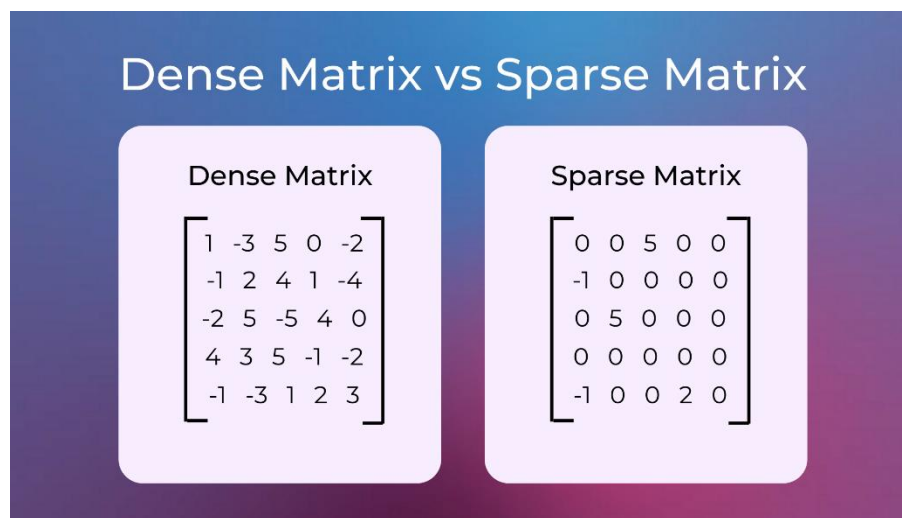 Dense Matrix vs Sparse Matrix
Dense Matrix
1 -3 5 0 -2
-1 2 4 1 -4
-2 5 -5 4 0
4 3 5 -1 -2
-1 -3 1 2 3
Sparse Matrix
0 0 5 0 0
-1 0 0 0 0
0 5 0 0 0
0 0 0 0 0
-1 0 0 2 0